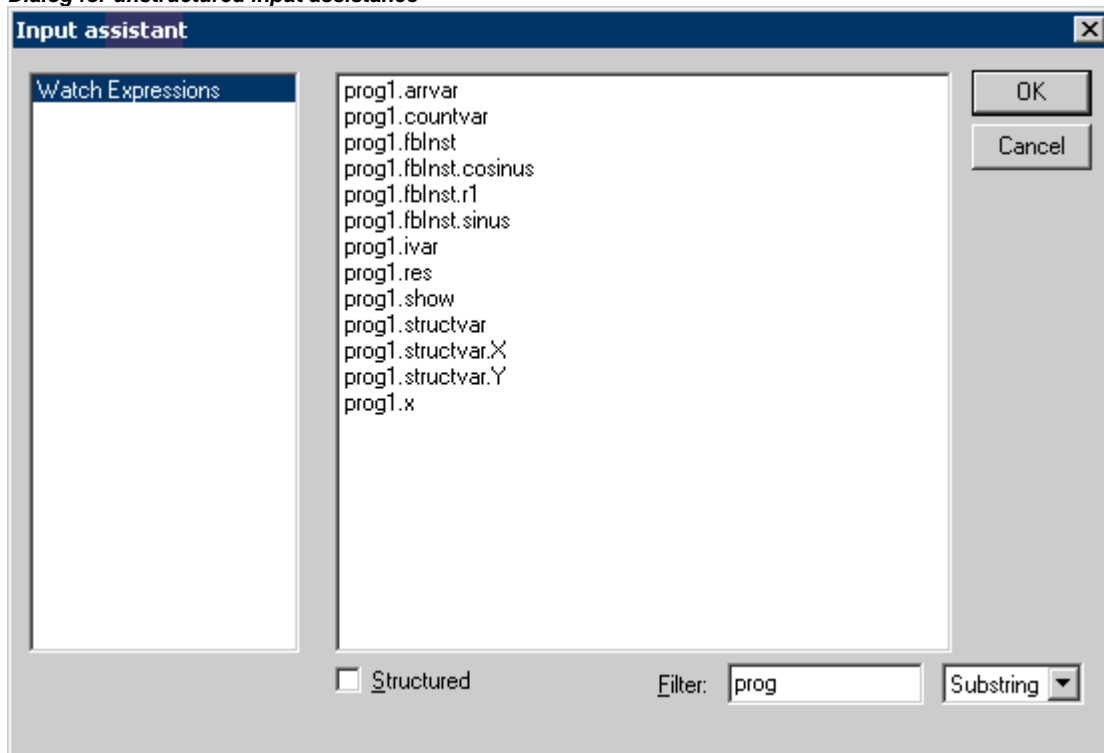 Dialog for unstructured input assistance
Input assistant
Watch Expressions
prog1.arrvar
prog1.countvar
prog1.fbInst
prog1.fbInst.cosinus
prog1.fbInst.r1
prog1.fbInst.sinus
prog1.ivar
prog1.res
prog1.show
prog1.structvar
prog1.structvar.X
prog1.structvar.Y
prog1.x
OK
Cancel
Structured
Filter: prog Substring